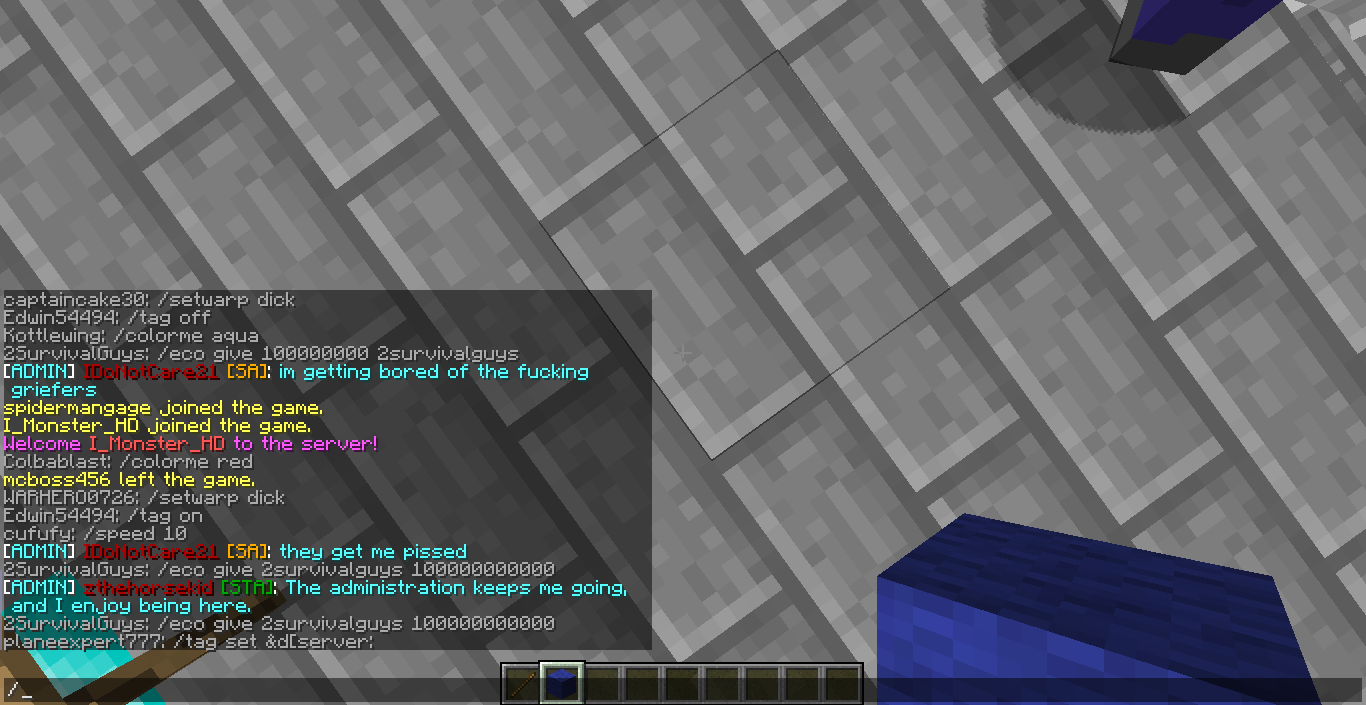 captaincake30: /setwarp dick
Edwin54494: /tag off
Kottlewing: /colorme aqua
2SurvivalGuys: /eco give 100000000 2survivalguys
[ADMIN] IDoNotCare21 [SA]: im getting bored of the fucking
griefers
spidermangage joined the game.
I_Monster_HD joined the game.
Welcome I_Monster_HD to the server!
Colbablast: /colorme red
mcboss456 left the game.
WARHERO0726: /setwarp dick
Edwin54494: /tag on
cufufy: /speed 10
[ADMIN] IDoNotCare21 [SA]: they get me pissed
2SurvivalGuys: /eco give 2survivalguys 100000000000
[ADMIN] zthehorsekid [STA]: The administration keeps me going,
and I enjoy being here.
2SurvivalGuys: /eco give 2survivalguys 100000000000
planeexpert777: /tag set &d[server:
/_